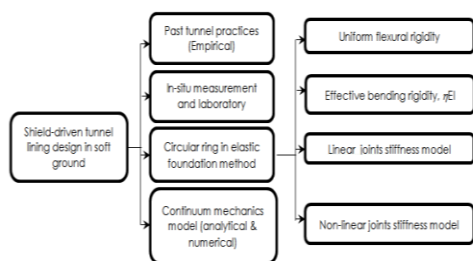 Shield-driven tunnel
lining design in soft
ground
Past tunnel practices
(Empirical)
In-situ measurement
and laboratory
Circular ring in elastic
foundation method
Continuum mechanics
model (analytical &
numerical)
Uniform flexural rigidity
Effective bending rigidity, ηEI
Linear joints stiffness model
Non-linear joints stiffness model